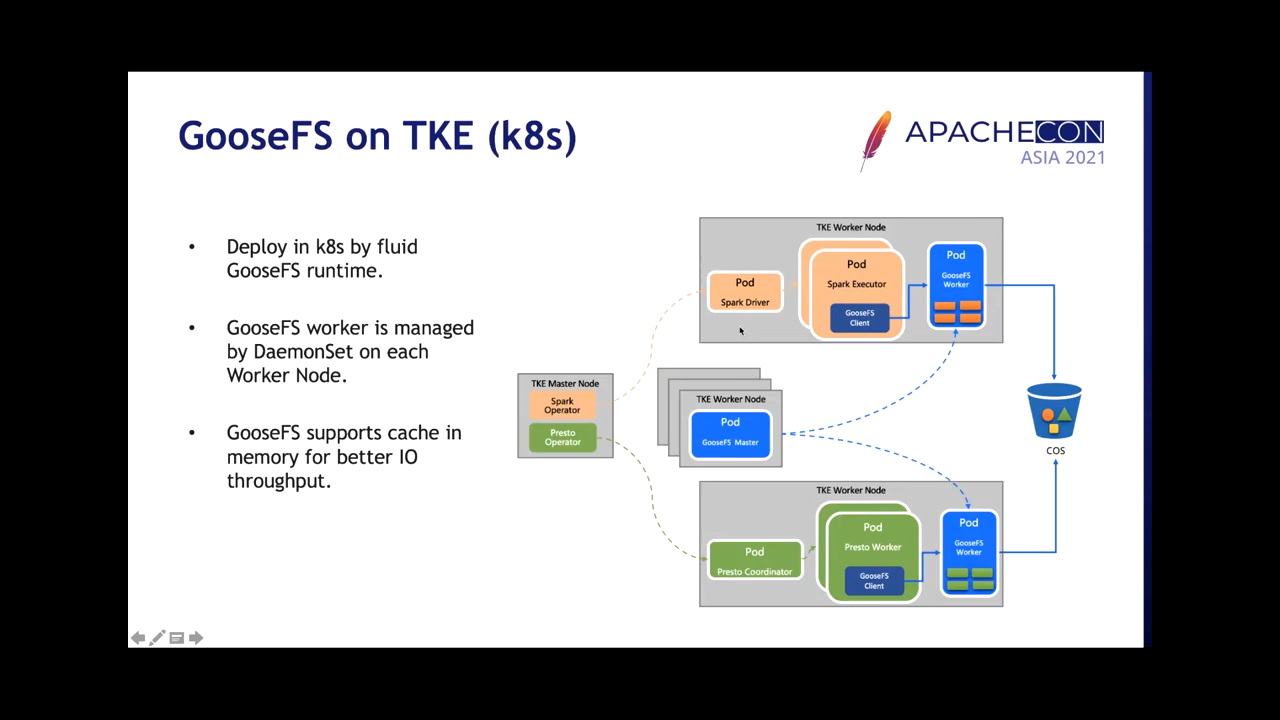 GooseFS on TKE (k8s)
APACHECON
ASIA 2021
• Deploy in k8s by fluid
GooseFS runtime.
• GooseFS worker is managed
by DaemonSet on each
Worker Node.
• GooseFS supports cache in
memory for better IO
throughput.
TKE Worker Node
Pod
Spark Driver
Pod
Spark Executor
GooseFS
Client
Pod
GooseFS
Worker
TKE Master Node
Spark
Operator
Presto
Operator
TKE Worker Node
Pod
GooseFS Master
COS
TKE Worker Node
Pod
Presto Coordinator
Pod
Presto Worker
GooseFS
Client
Pod
GooseFS
Worker